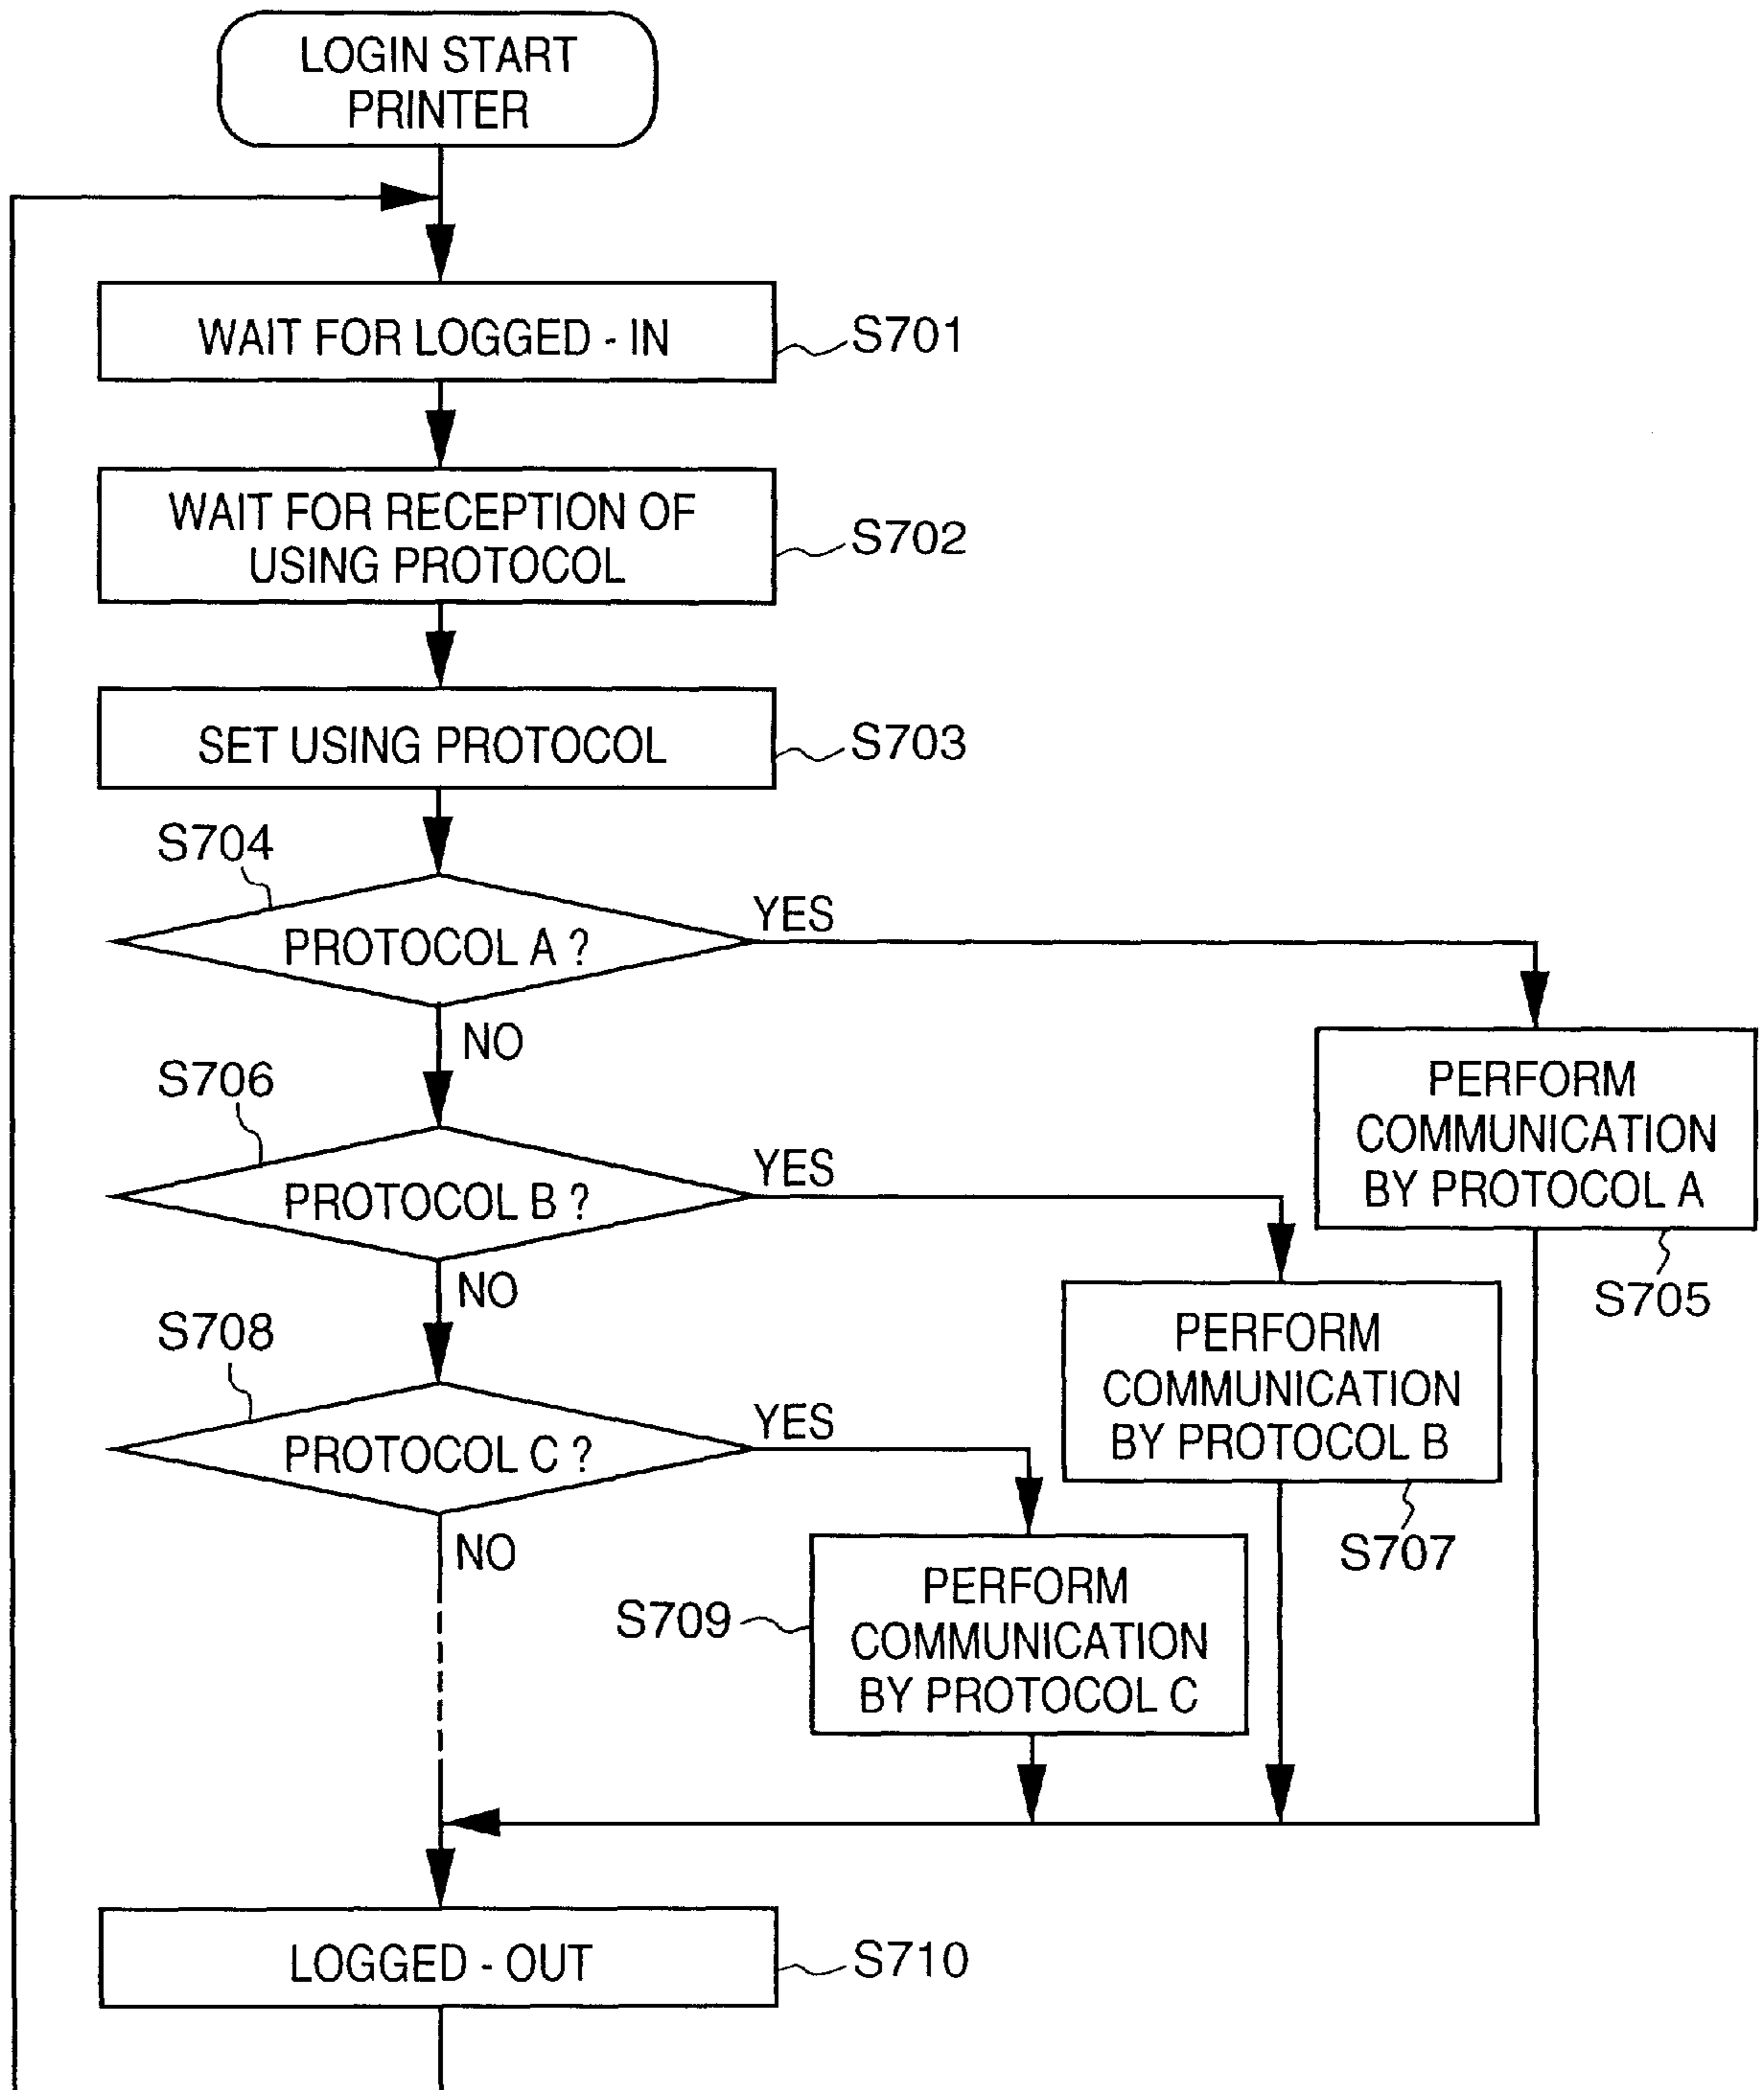 LOGIN START
PRINTER
WAIT FOR LOGGED - IN
S701
WAIT FOR RECEPTION OF
USING PROTOCOL
S702
SET USING PROTOCOL
S703
S704
PROTOCOL A ?
YES
NO
PERFORM
COMMUNICATION
BY PROTOCOL A
S705
S706
PROTOCOL B ?
YES
NO
PERFORM
COMMUNICATION
BY PROTOCOL B
S707
S708
PROTOCOL C ?
YES
NO
S709
PERFORM
COMMUNICATION
BY PROTOCOL C
LOGGED - OUT
S710